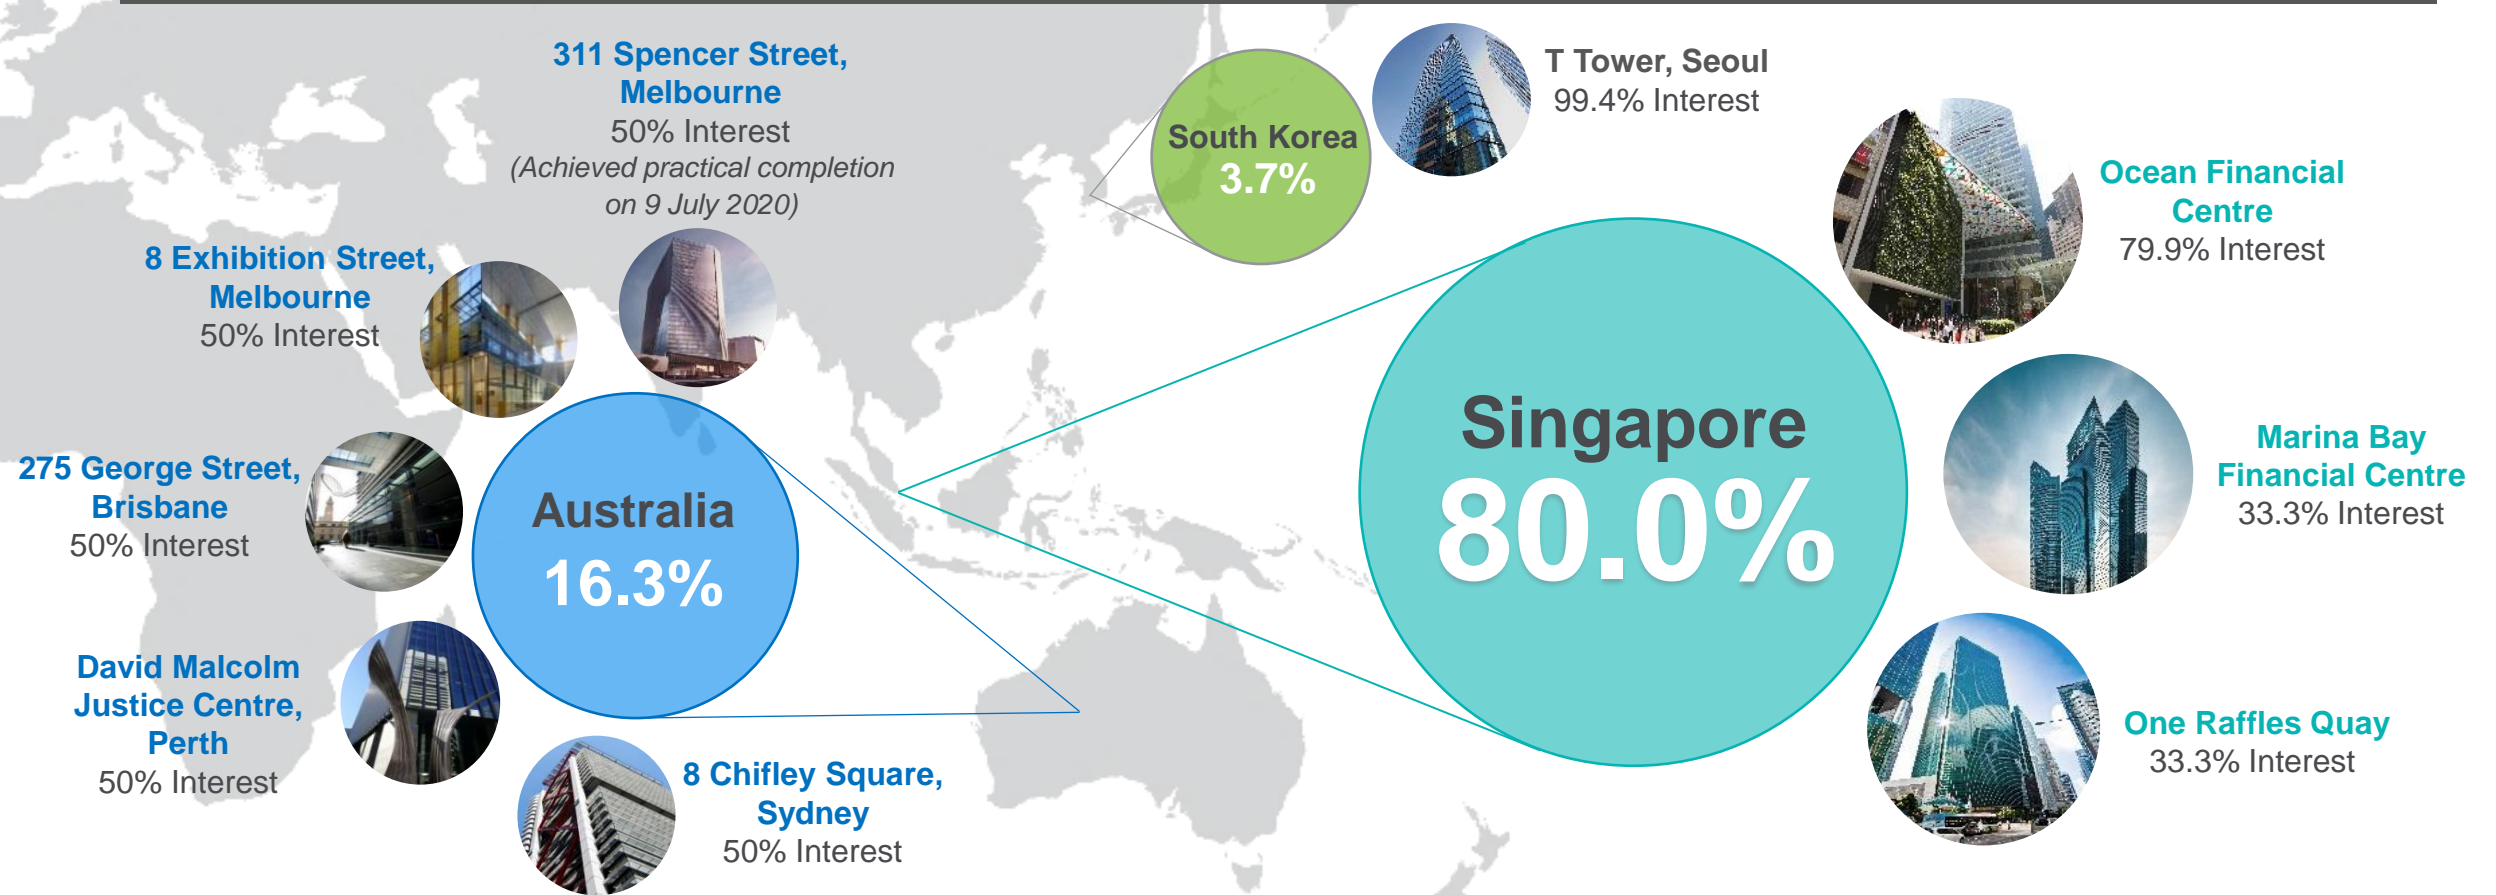 311 Spencer Street,
Melbourne
50% Interest
(Achieved practical completion
on 9 July 2020)
8 Exhibition Street,
Melbourne
50% Interest
275 George Street,
Brisbane
50% Interest
David Malcolm
Justice Centre,
Perth
50% Interest
8 Chifley Square,
Sydney
50% Interest
Australia
16.3%
South Korea
3.7%
T Tower, Seoul
99.4% Interest
Singapore
80.0%
Ocean Financial
Centre
79.9% Interest
Marina Bay
Financial Centre
33.3% Interest
One Raffles Quay
33.3% Interest